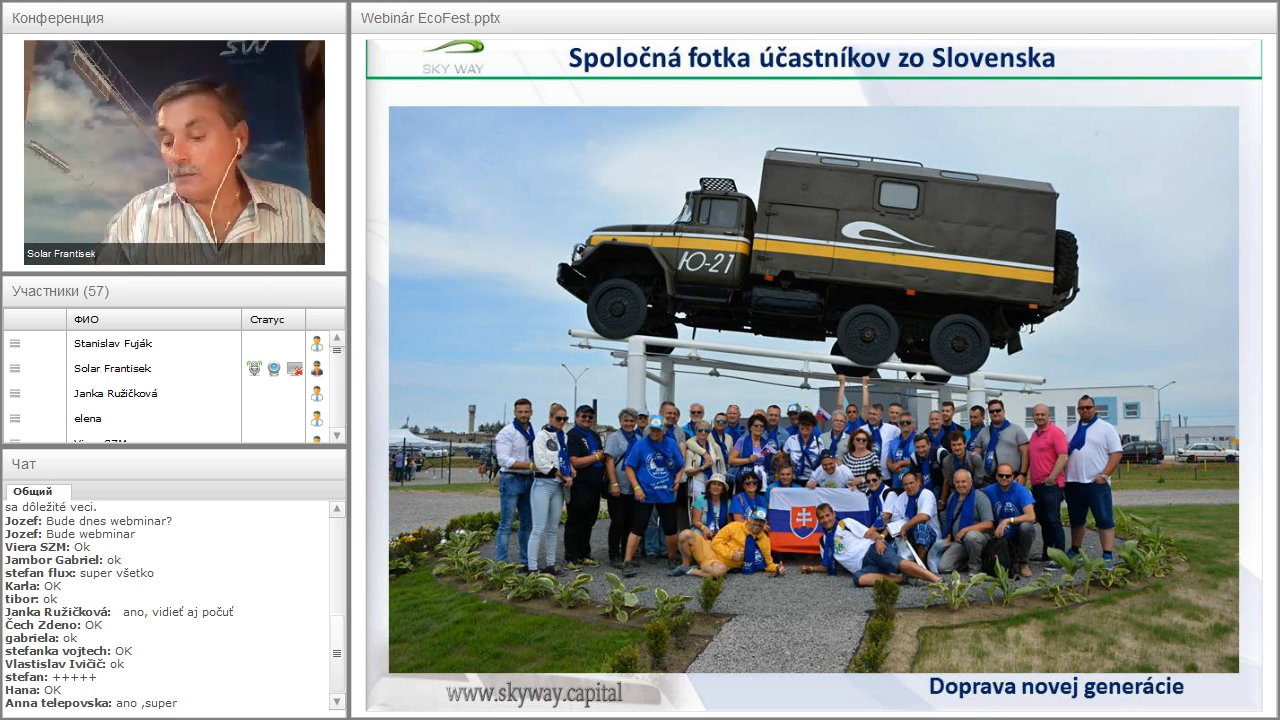 Конференция
Solar Frantisek
Участники (57)
ФИО
Статус
Stanislav Fuják
Solar Frantisek
Janka Ružičková
elena
Viera SZM
Чат
Общий
sa dôležité veci.
Jozef: Bude dnes webminar?
Jozef: Bude webminar
Viera SZM: Ok
Jambor Gabriel: ok
stefan flux: super všetko
Karla: OK
tibor: ok
Janka Ružičková: ano, vidieť aj počuť
Čech Zdeno: OK
gabriela: ok
stefanka vojtech: OK
Vlastislav Ivičič: ok
stefan: +++++
Hana: OK
Anna telepovska: ano ,super
Webinár EcoFest.pptx
SKY WAY
Spoločná fotka účastníkov zo Slovenska
Ю-21
www.skyway.capital
Doprava novej generácie